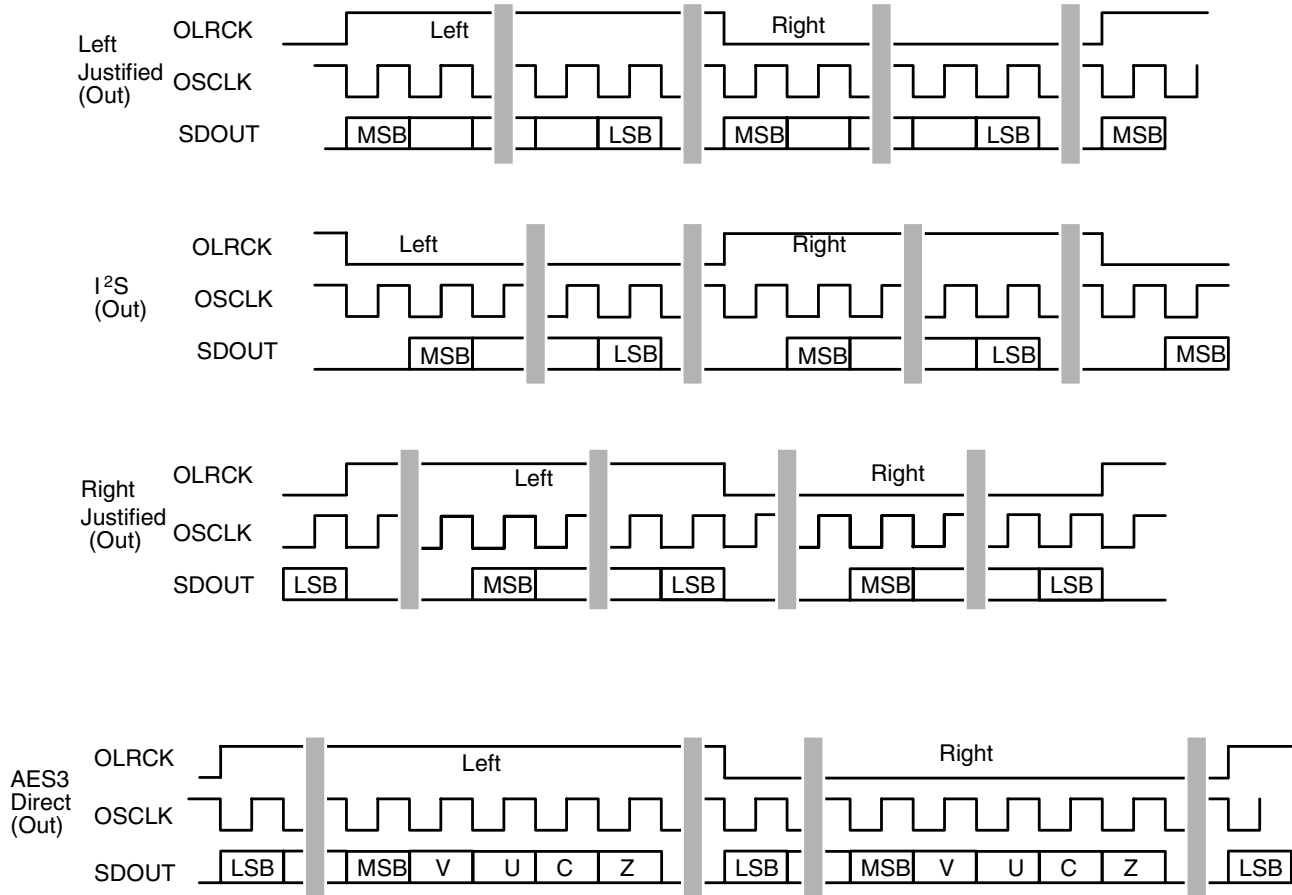 Left
Justified
(Out)
OLRCK Left Right
OSCLK
SDOUT MSB LSB MSB LSB MSB
I²S
(Out)
OLRCK Left Right
OSCLK
SDOUT MSB LSB MSB LSB MSB
Right
Justified
(Out)
OLRCK Left Right
OSCLK
SDOUT LSB MSB LSB MSB LSB
AES3
Direct
(Out)
OLRCK Left Right
OSCLK
SDOUT LSB MSB V U C Z LSB MSB V U C Z LSB